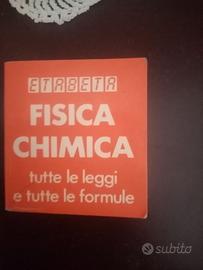 ETABETA
FISICA
CHIMICA
tutte le leggi
e tutte le formule
subito